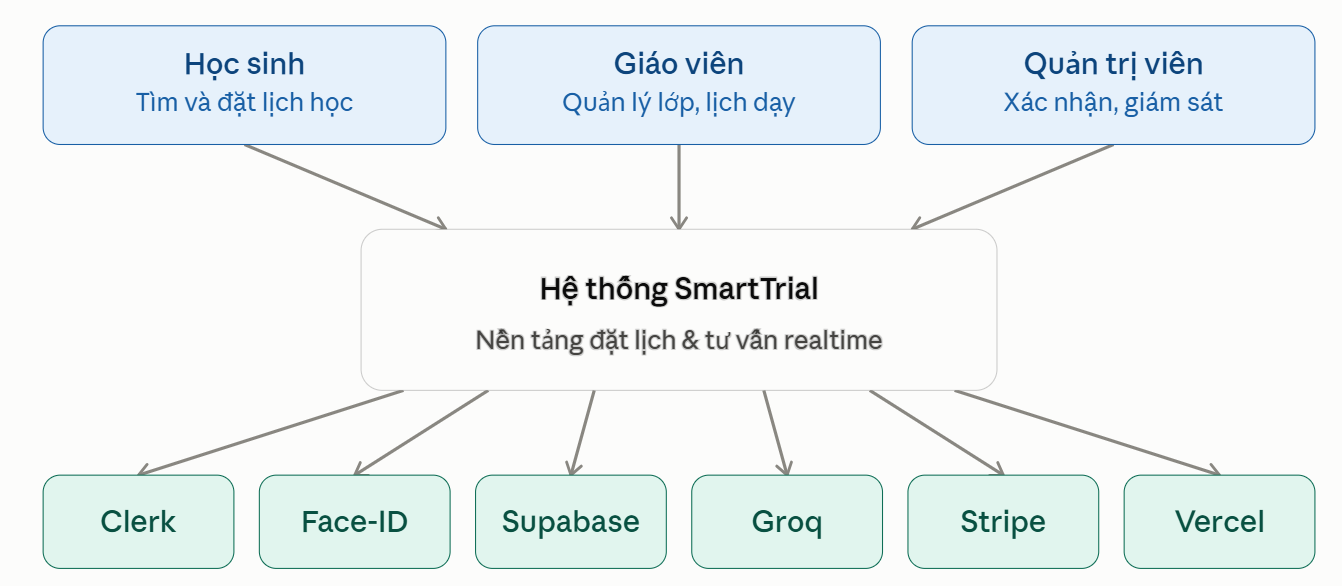 Học sinh
Tìm và đặt lịch học
Giáo viên
Quản lý lớp, lịch dạy
Quản trị viên
Xác nhận, giám sát
Hệ thống SmartTrial
Nền tảng đặt lịch & tư vấn realtime
Clerk
Face-ID
Supabase
Groq
Stripe
Vercel